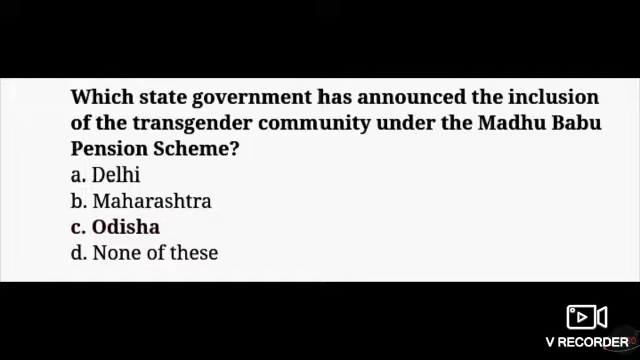 Which state government has announced the inclusion
of the transgender community under the Madhu Babu
Pension Scheme?
a. Delhi
b. Maharashtra
c. Odisha
d. None of these
V RECORDER